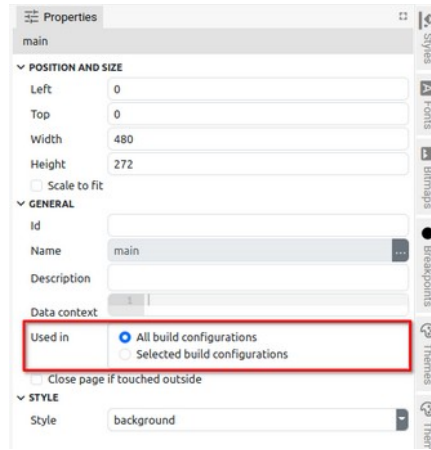 Properties
main
POSITION AND SIZE
Left 0
Top 0
Width 480
Height 272
Scale to fit
GENERAL
Id
Name main ...
Description
1
Data context
Used in All build configurations
Selected build configurations
Close page if touched outside
STYLE
Style background
Styles
Fonts
Bitmaps
Breakpoints
Themes